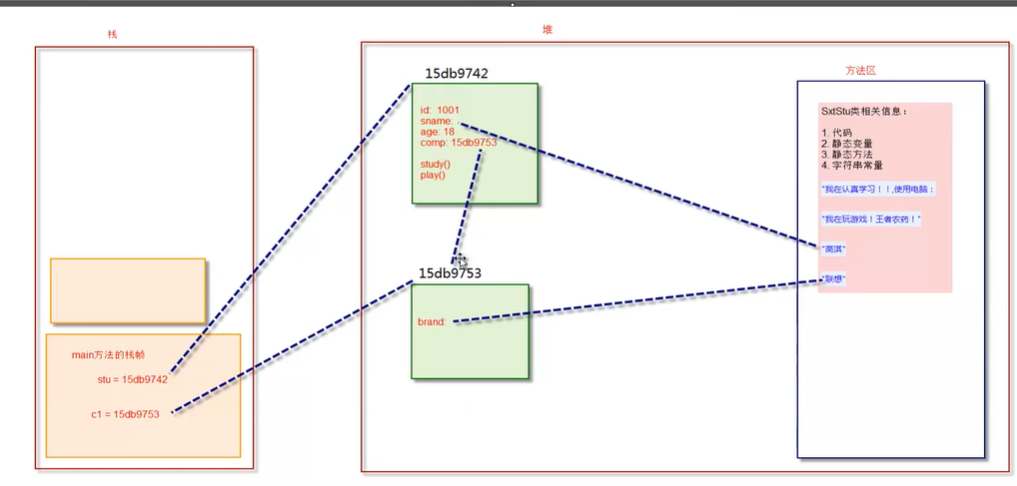 栈
堆
15db9742
方法区
id: 1001
sname:
age: 18
comp: 15db9753
study()
play()
SxtStu类相关信息：
1. 代码
2. 静态变量
3. 静态方法
4. 字符串常量
"我在认真学习！！,使用电脑：
"我在玩游戏！王者农药！"
"高淇"
"联想"
15db9753
brand:
main方法的栈帧
stu = 15db9742
c1 = 15db9753